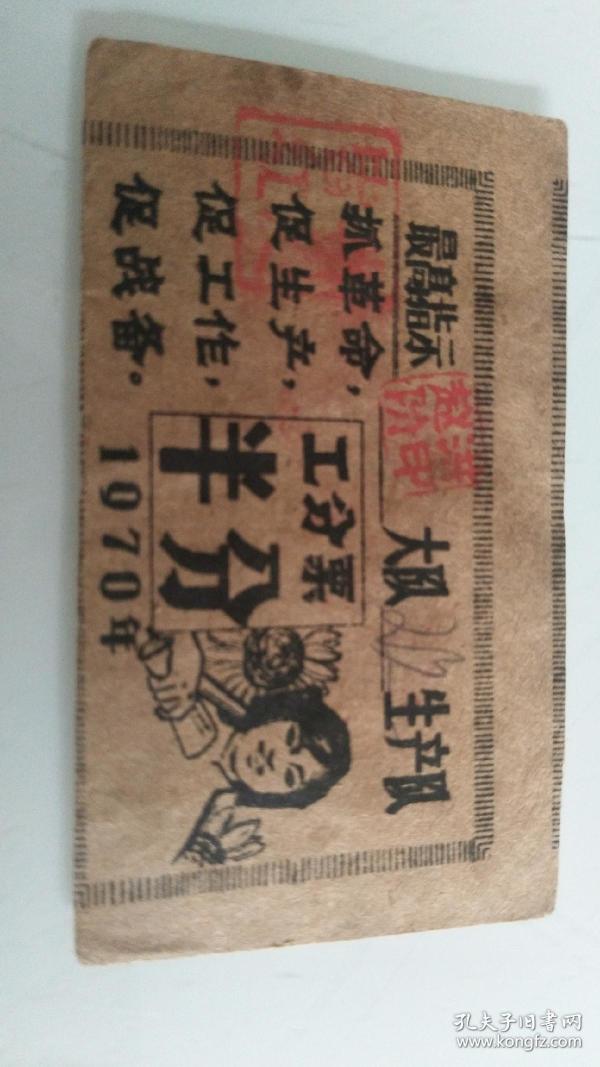 最高指示
抓革命,
促生产,
促工作,
促战备。
大队
生产队
工分票
半分
1970年
孔夫子旧书网
www.kongfz.com